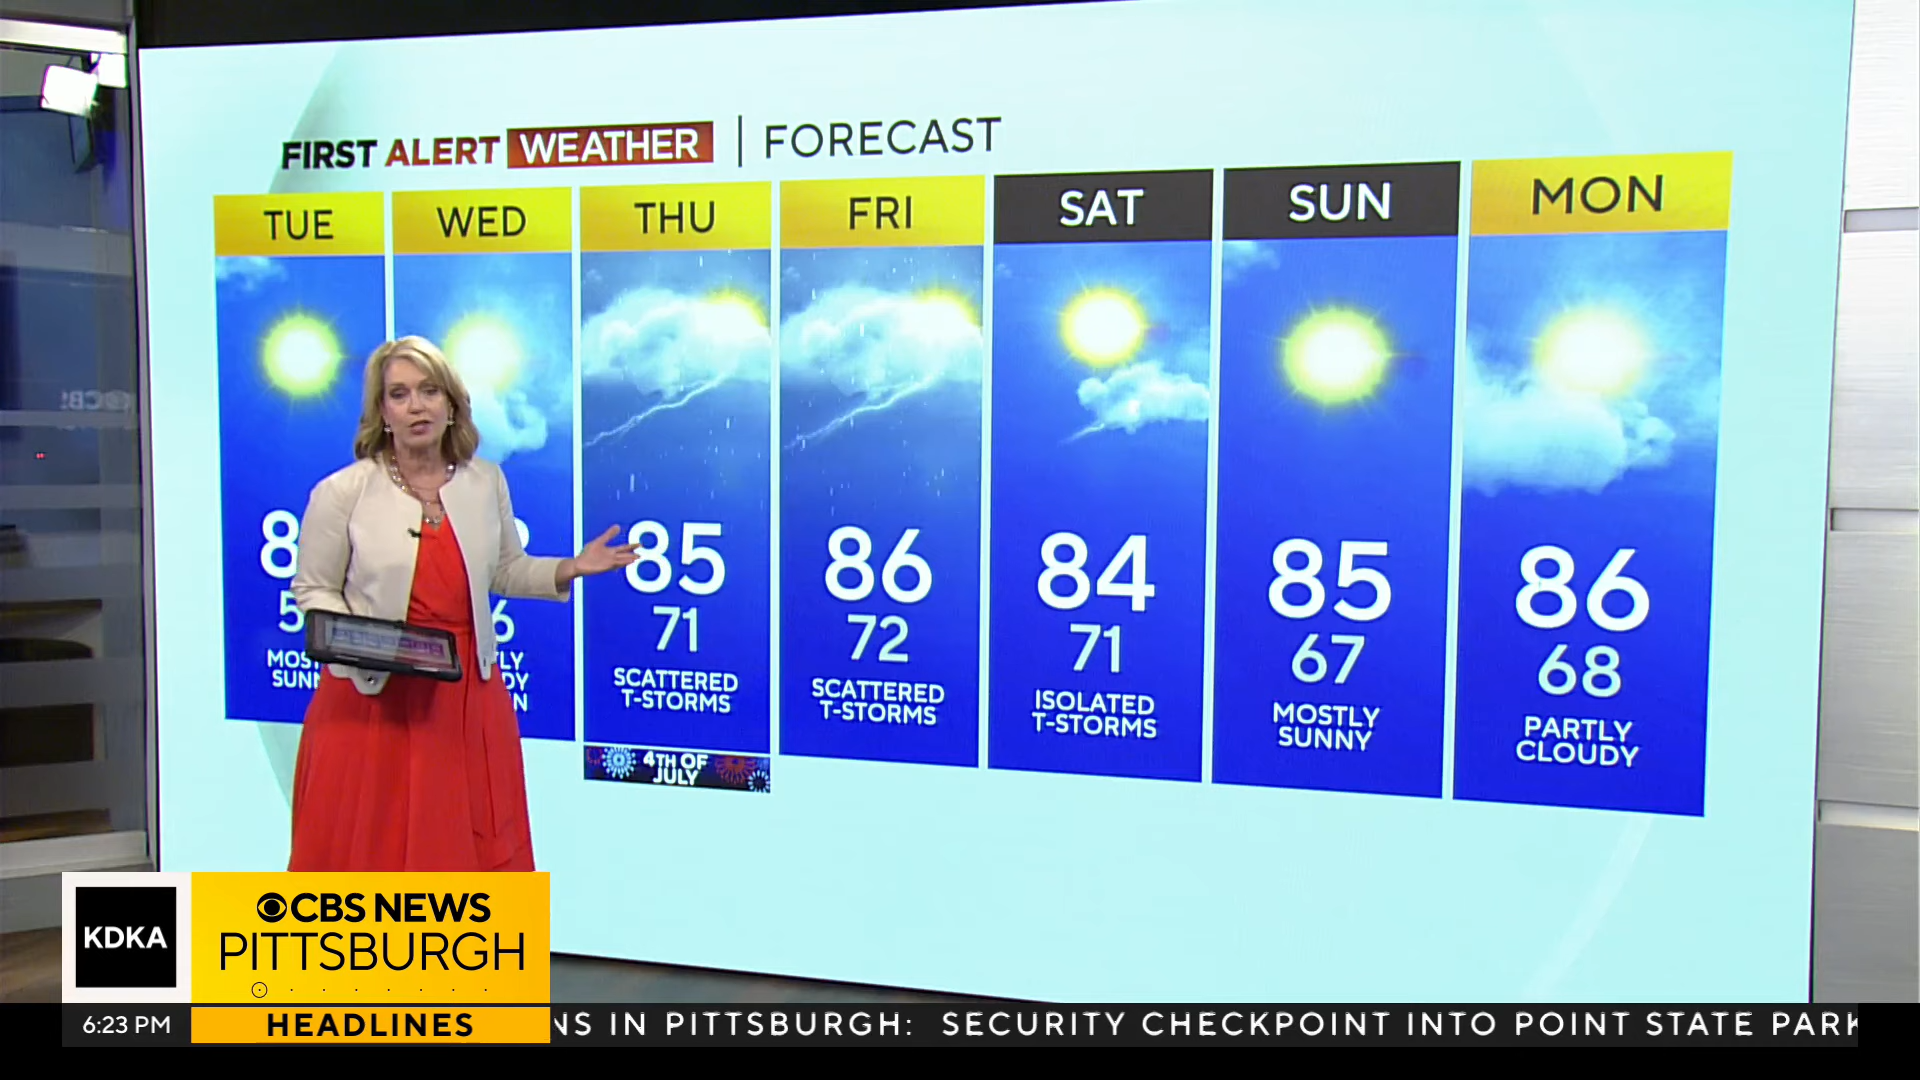 FIRST ALERT WEATHER | FORECAST
TUE
WED
THU
FRI
SAT
SUN
MON
85
71
SCATTERED
T-STORMS
4TH OF
JULY
86
72
SCATTERED
T-STORMS
84
71
ISOLATED
T-STORMS
85
67
MOSTLY
SUNNY
86
68
PARTLY
CLOUDY
KDKA
CBS NEWS
PITTSBURGH
6:23 PM
HEADLINES
NS IN PITTSBURGH: SECURITY CHECKPOINT INTO POINT STATE PARK